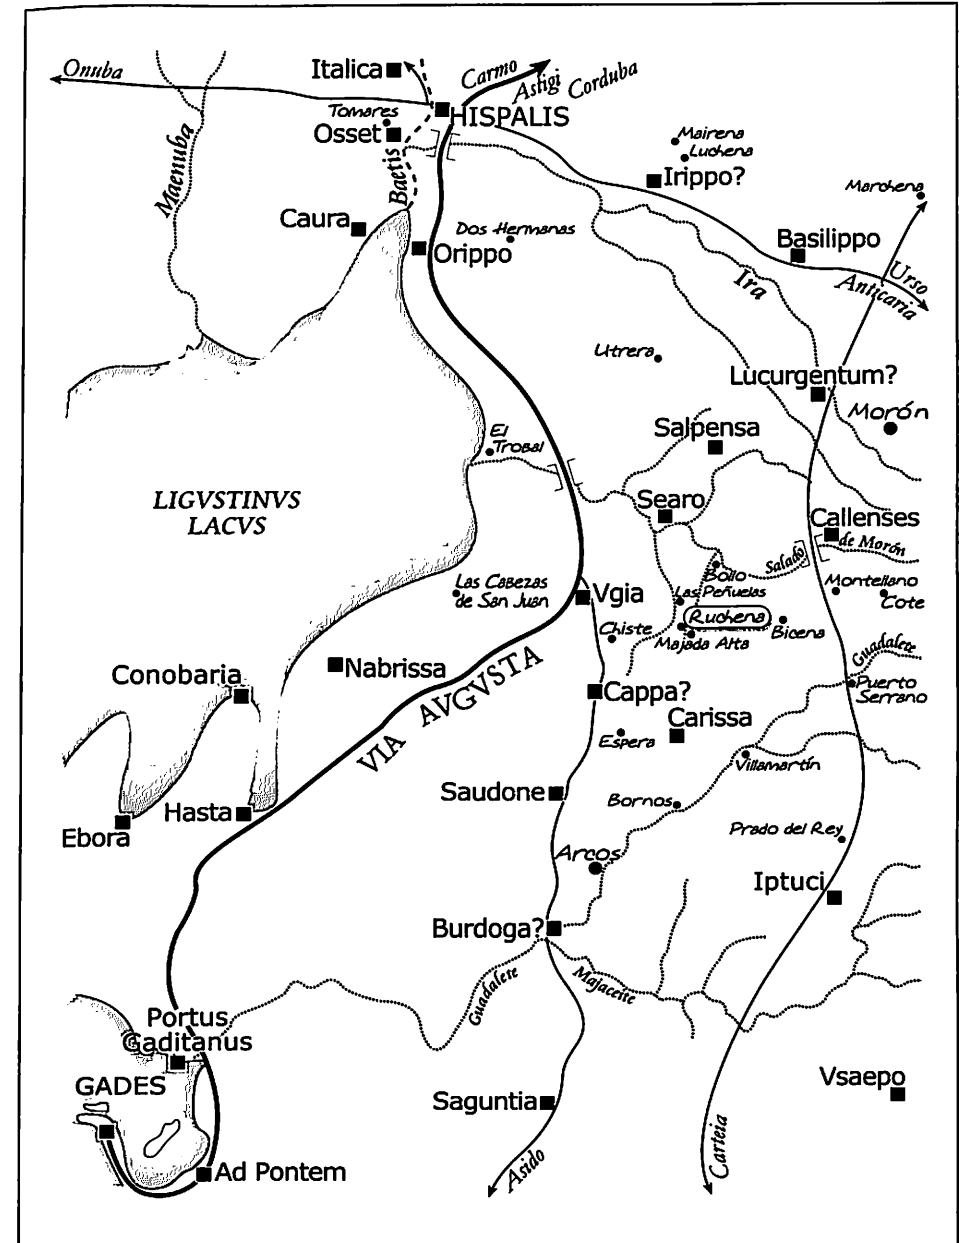 Onuba
Italica
Carmo
Astigi
Corduba
Tomares
HISPALIS
Osset
Maenuba
Baetis
Mairena
Luchena
Irippo?
Marchena
Caura
Dos Hermanas
Orippo
Basilippo
Urso
Anticaria
Ira
Utrera
Lucurgentum?
Morón
El
Trobal
Salpensa
LIGVSTINVS
LACVS
Searo
Callenses
de Morón
Salado
Bollo
Las Cabezas
de San Juan
Vgia
Las Peñuelas
Montellano
Cote
Ruchena
Chiste
Majada Alta
Bicena
Guadalete
Conobaria
Nabrissa
VIA AVGVSTA
Cappa?
Puerto
Serrano
Carissa
Espera
Villamartín
Saudone
Bornos
Hasta
Ebora
Prado del Rey
Arcos
Iptuci
Burdoga?
Guadalete
Majaceite
Portus
Gaditanus
GADES
Vsaepo
Saguntia
Ad Pontem
Asido
Carteia